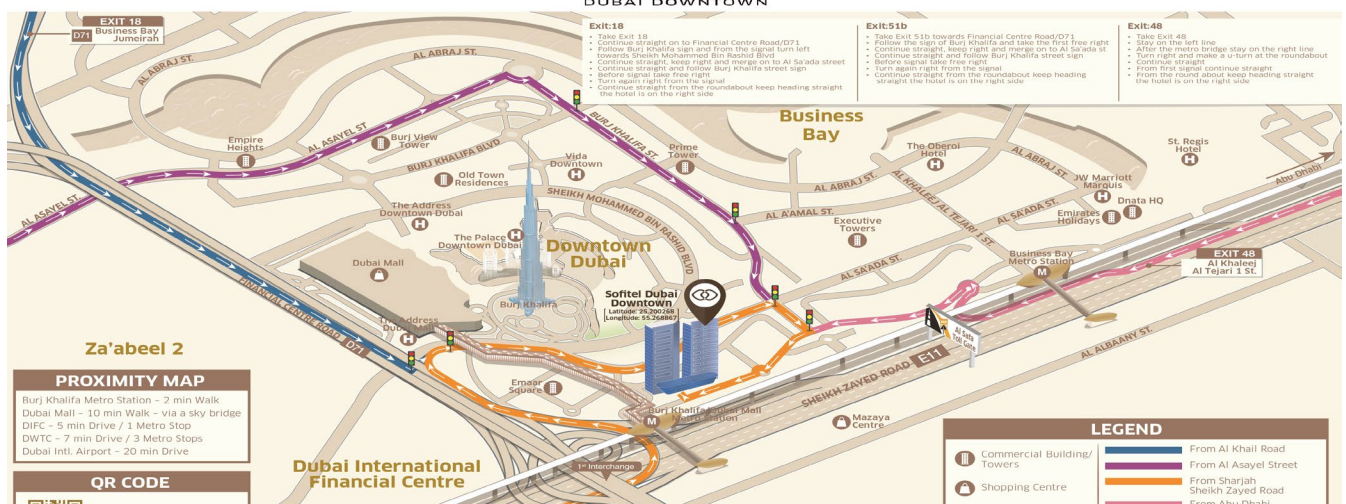 DUBAI DOWNTOWN
EXIT 18
D71 Business Bay
Jumeirah
Exit:18
• Take Exit 18
• Continue straight on to Financial Centre Road/D71
• Follow Burj Khalifa sign and from the signal turn left
towards Sheikh Mohammed Bin Rashid Blvd
• Continue straight, keep right and merge on to Al Sa'ada street
• Continue straight and follow Burj Khalifa street sign
• Before signal take free right
• Turn again right from the signal
• Continue straight from the roundabout keep heading straight
the hotel is on the right side
Exit:51b
• Take Exit 51b towards Financial Centre Road/D71
• Follow the sign of Burj Khalifa and take the first free right
• Continue straight, keep right and merge on to Al Sa'ada st
• Continue straight and follow Burj Khalifa street sign
• Before signal take free right
• Turn again right from the signal
• Continue straight from the roundabout keep heading
straight the hotel is on the right side
Exit:48
• Take Exit 48
• Stay on the left line
• After the metro bridge stay on the right line
• Turn right and make a u-turn at the roundabout
• Continue straight
• From first signal continue straight
• From the round about keep heading straight
the hotel is on the right side
AL ABRAJ ST.
AL ABRAJ ST.
Business
Bay
Empire
Heights
AL ASAYEL ST
Burj View
Tower
BURJ KHALIFA ST.
BURJ KHALIFA BLVD
Vida
Downtown
Prime
Tower
The Oberoi
Hotel
AL ABRAJ ST.
St. Regis
Hotel
Abu Dhabi
Old Town
Residences
AL ABRAJ ST.
JW Marriott
Marquis
AL ASAYEL ST.
The Address
Downtown Dubai
SHEIKH MOHAMMED BIN RASHID BLVD
AL A'AMAL ST.
AL KHALEEJ AL TEJARI 1 ST
AL SA'ADA ST.
Emirates
Holidays
Dnata HQ
The Palace
Downtown Dubai
Downtown
Dubai
Executive
Towers
Dubai Mall
AL SA'ADA ST.
Business Bay
Metro Station
M
EXIT 48
Al Khaleej
Al Tejari 1 St.
FINANCIAL CENTRE ROAD D71
Burj Khalifa
Sofitel Dubai
Downtown
Latitude: 25.200268
Longitude: 55.268867
The Address
Dubai Mall
Al Safa
Toll Gate
AL ALBAANY ST.
Za'abeel 2
SHEIKH ZAYED ROAD E11
Emaar
Square
PROXIMITY MAP
Burj Khalifa Metro Station – 2 min Walk
Dubai Mall – 10 min Walk – via a sky bridge
DIFC – 5 min Drive / 1 Metro Stop
DWTC – 7 min Drive / 3 Metro Stops
Dubai Intl. Airport – 20 min Drive
Burj Khalifa/Dubai Mall
Metro Station
M
Mazaya
Centre
LEGEND
Commercial Building/
Towers
Shopping Centre
From Al Khail Road
From Al Asayel Street
From Sharjah
Sheikh Zayed Road
From Abu Dhabi
Dubai International
Financial Centre
1st Interchange
QR CODE